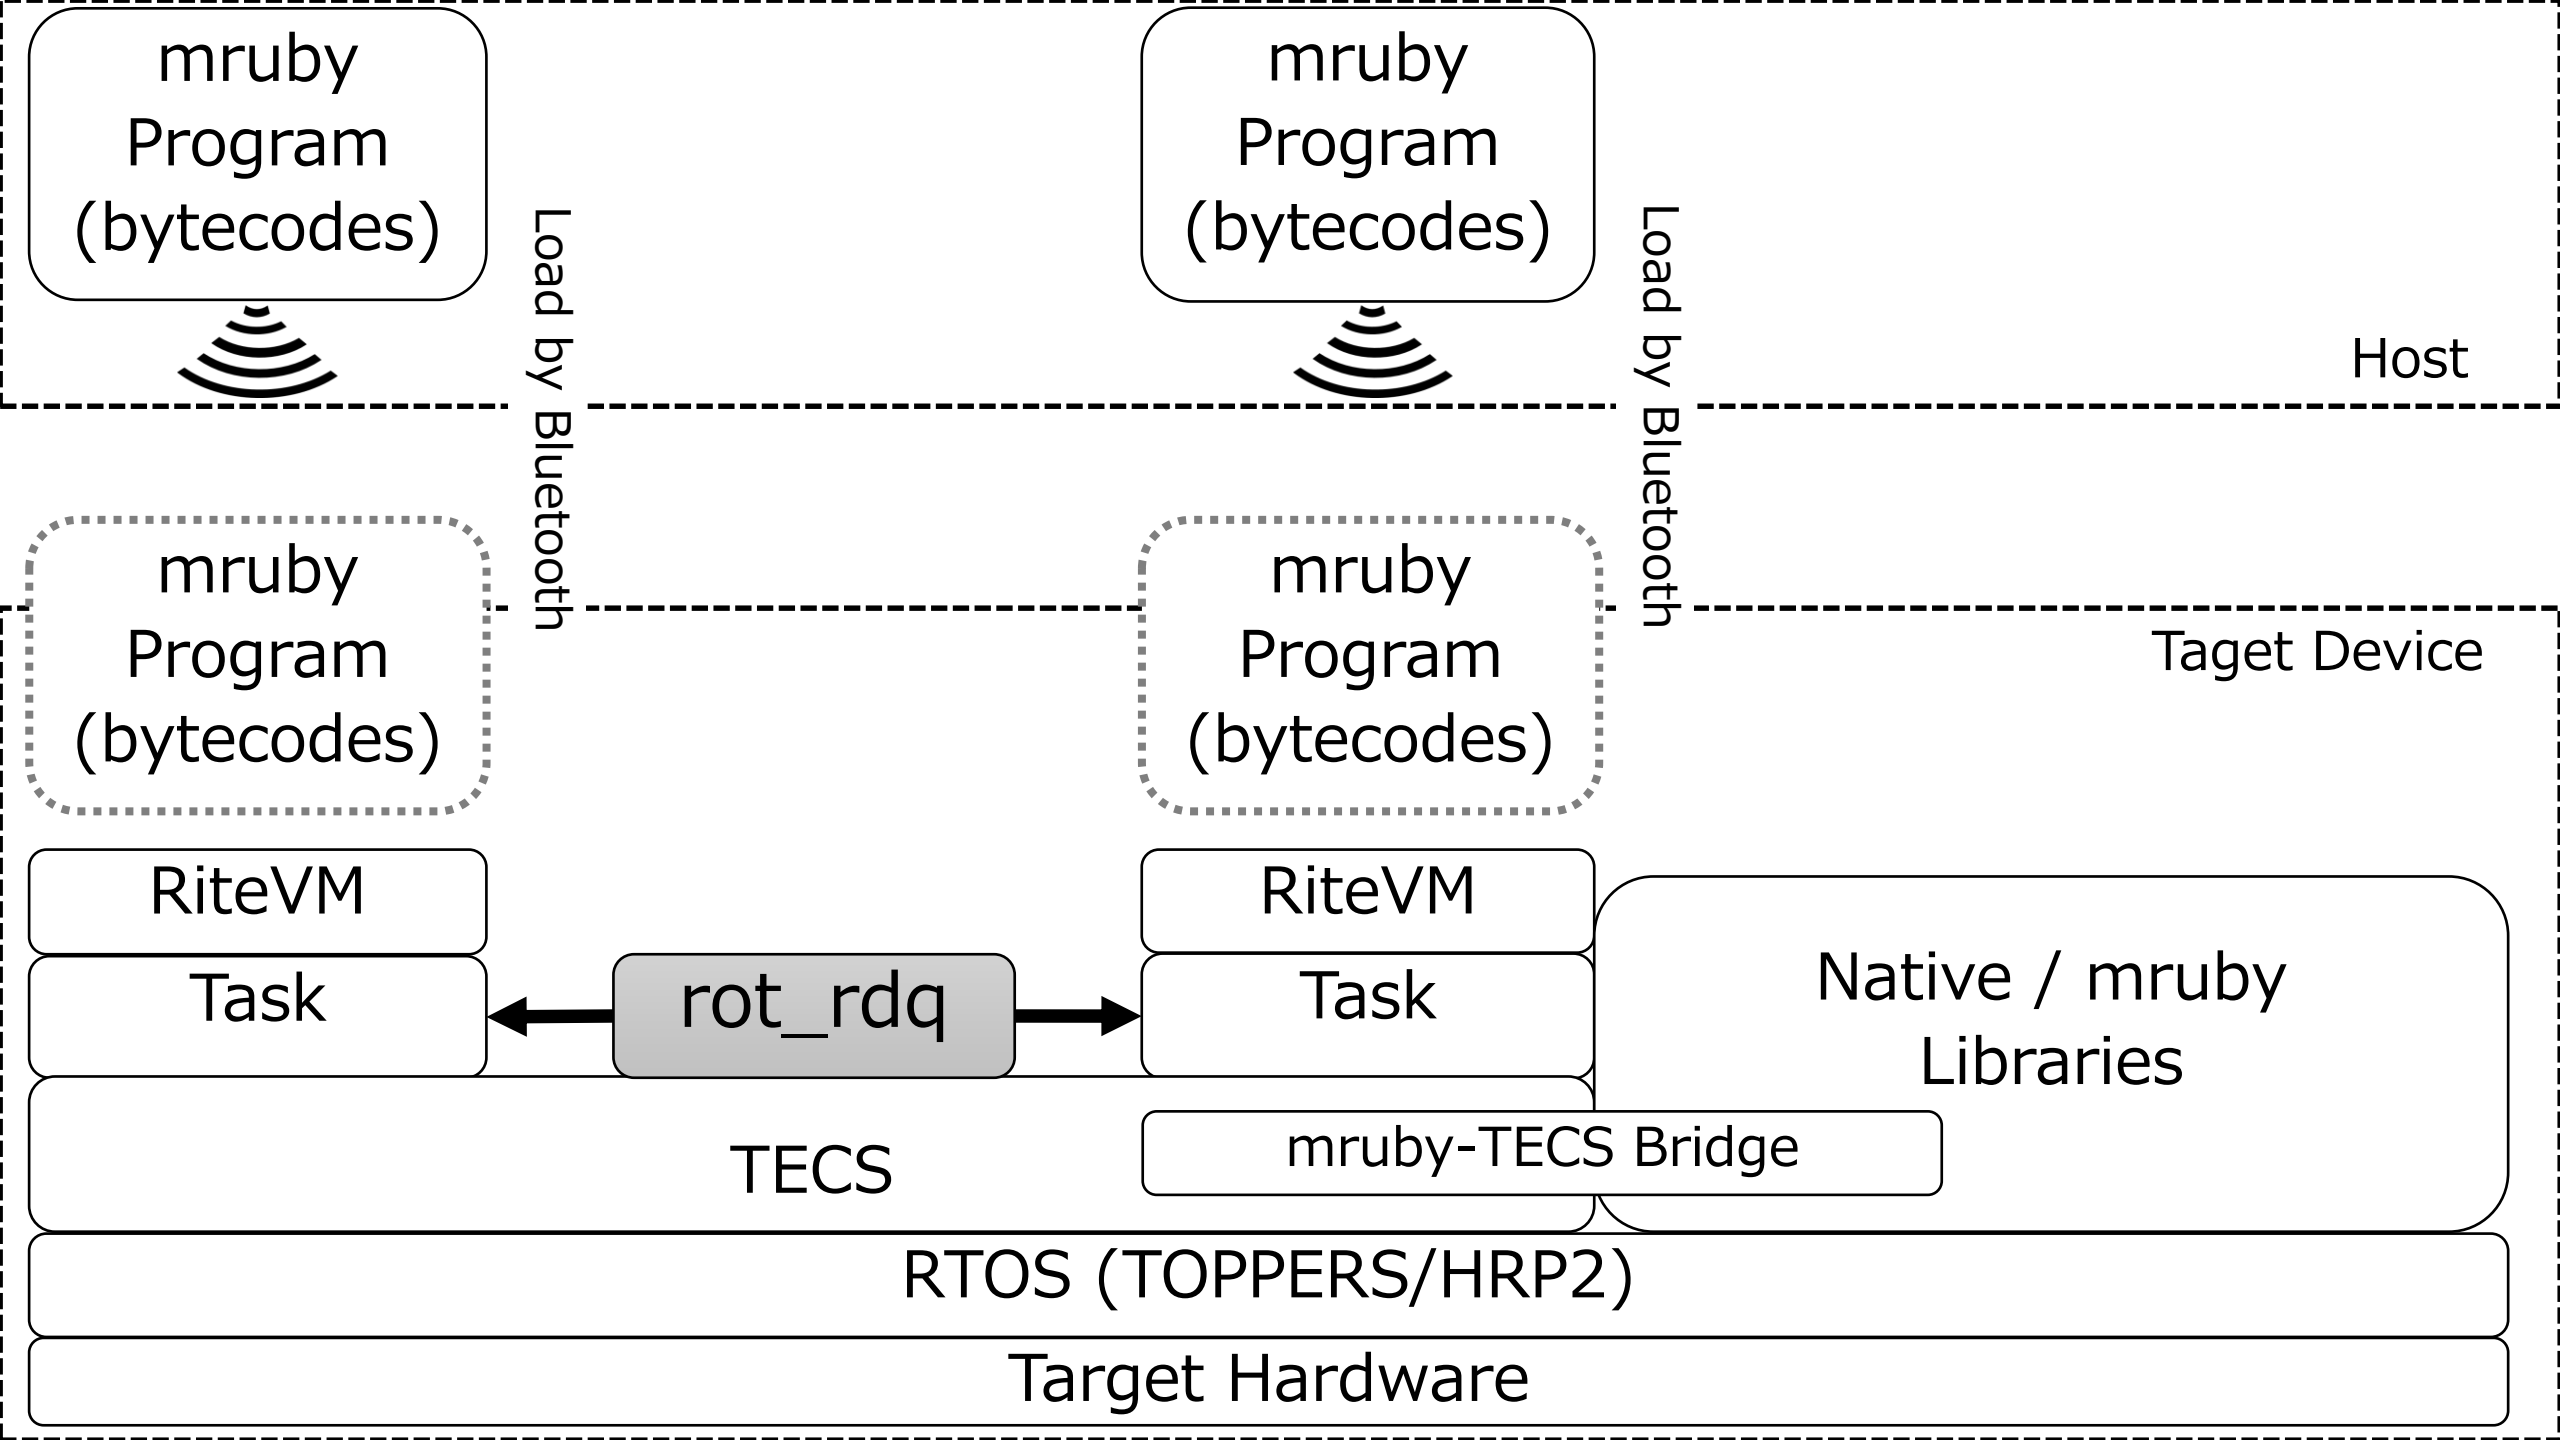 mruby
Program
(bytecodes)
mruby
Program
(bytecodes)
Load by Bluetooth
Load by Bluetooth
Host
mruby
Program
(bytecodes)
mruby
Program
(bytecodes)
Taget Device
RiteVM
RiteVM
Task
rot_rdq
Task
Native / mruby
Libraries
TECS
mruby-TECS Bridge
RTOS (TOPPERS/HRP2)
Target Hardware